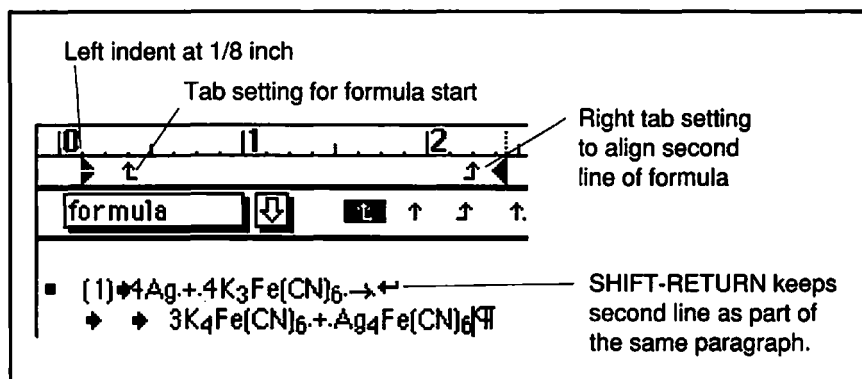 Left indent at 1/8 inch
Tab setting for formula start
Right tab setting
to align second
line of formula
0 1 2
formula
(1) 4Ag.+.4K₃Fe(CN)₆.→.↵
3K₄Fe(CN)₆.+.Ag₄Fe(CN)₆¶
SHIFT-RETURN keeps
second line as part of
the same paragraph.